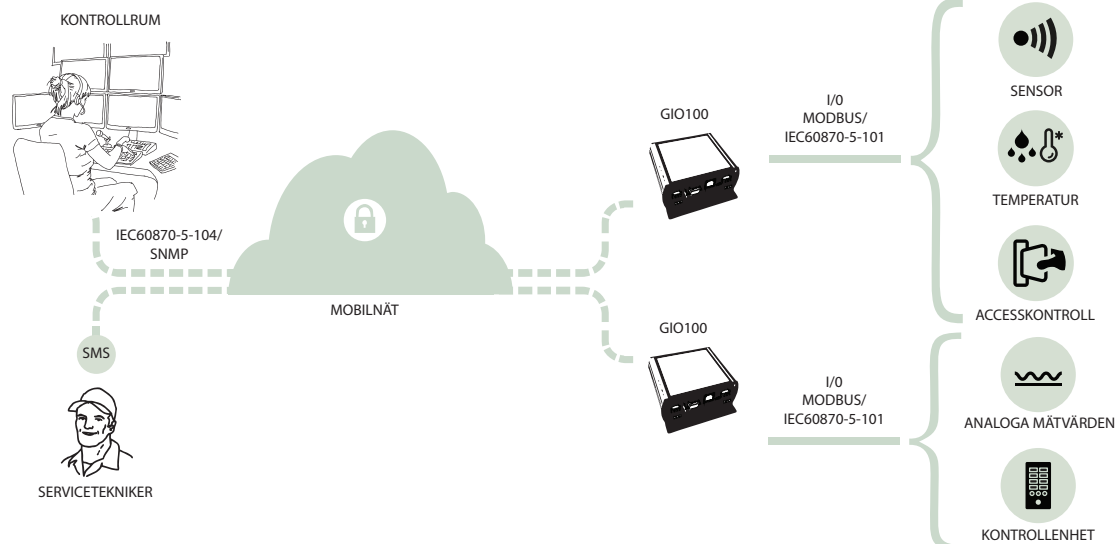 KONTROLLRUM
IEC60870-5-104/
SNMP
SMS
SERVICETEKNIKER
MOBILNÄT
GIO100
I/0
MODBUS/
IEC60870-5-101
GIO100
I/0
MODBUS/
IEC60870-5-101
SENSOR
TEMPERATUR
ACCESSKONTROLL
ANALOGA MÄTVÄRDEN
KONTROLLENHET